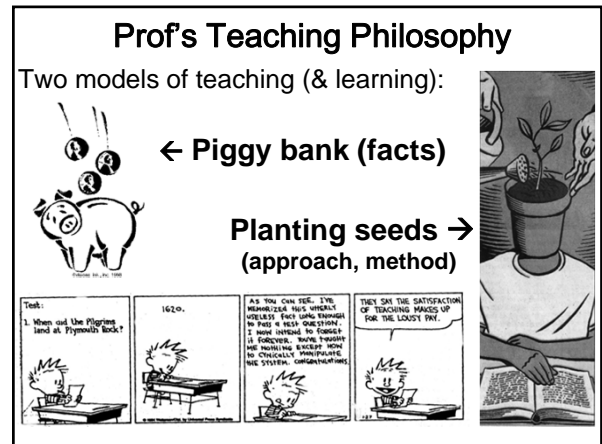 Prof's Teaching Philosophy
Two models of teaching (& learning):
← Piggy bank (facts)
Planting seeds →
(approach, method)
Test:
1. When did the Pilgrims
land at Plymouth Rock?
1620.
AS YOU CAN SEE, I'VE
MEMORIZED THIS UTTERLY
USELESS FACT LONG ENOUGH
TO PASS A TEST QUESTION.
I NOW INTEND TO FORGET
IT FOREVER. YOU'VE TAUGHT
ME NOTHING EXCEPT HOW
TO CYNICALLY MANIPULATE
THE SYSTEM. CONGRATULATIONS.
THEY SAY THE SATISFACTION
OF TEACHING MAKES UP
FOR THE LOUSY PAY.